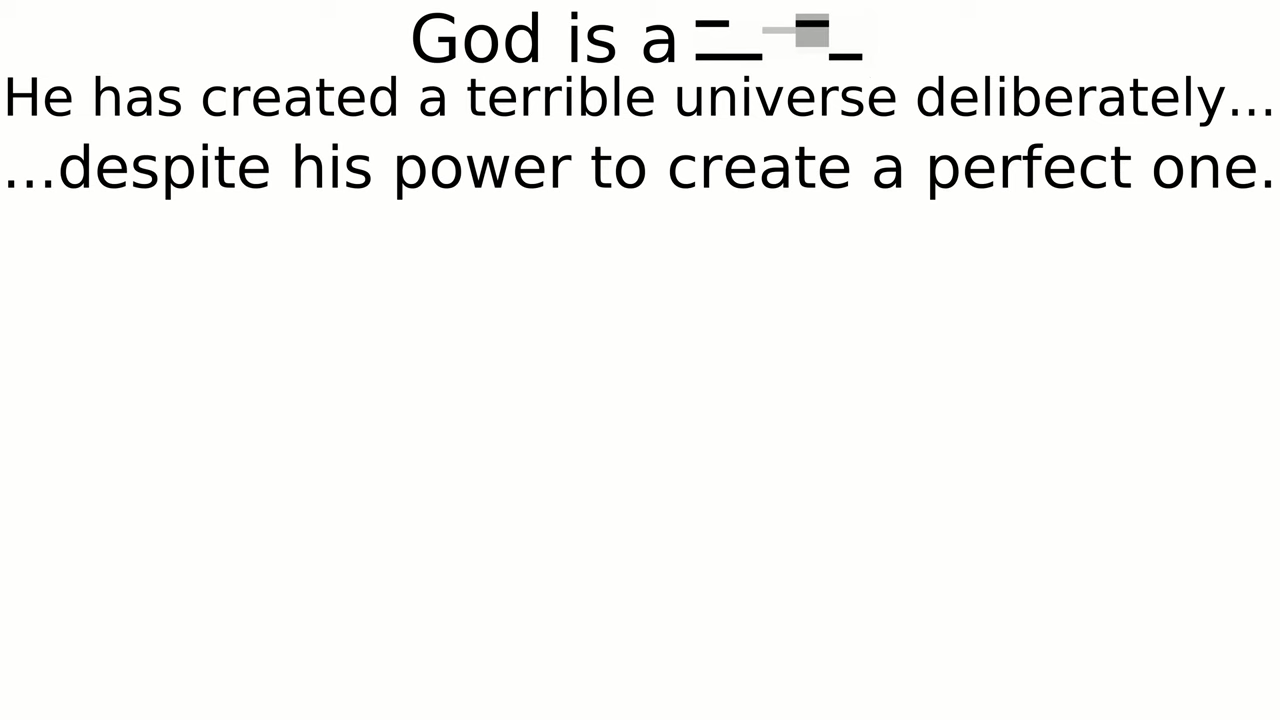 God is a
He has created a terrible universe deliberately...
...despite his power to create a perfect one.